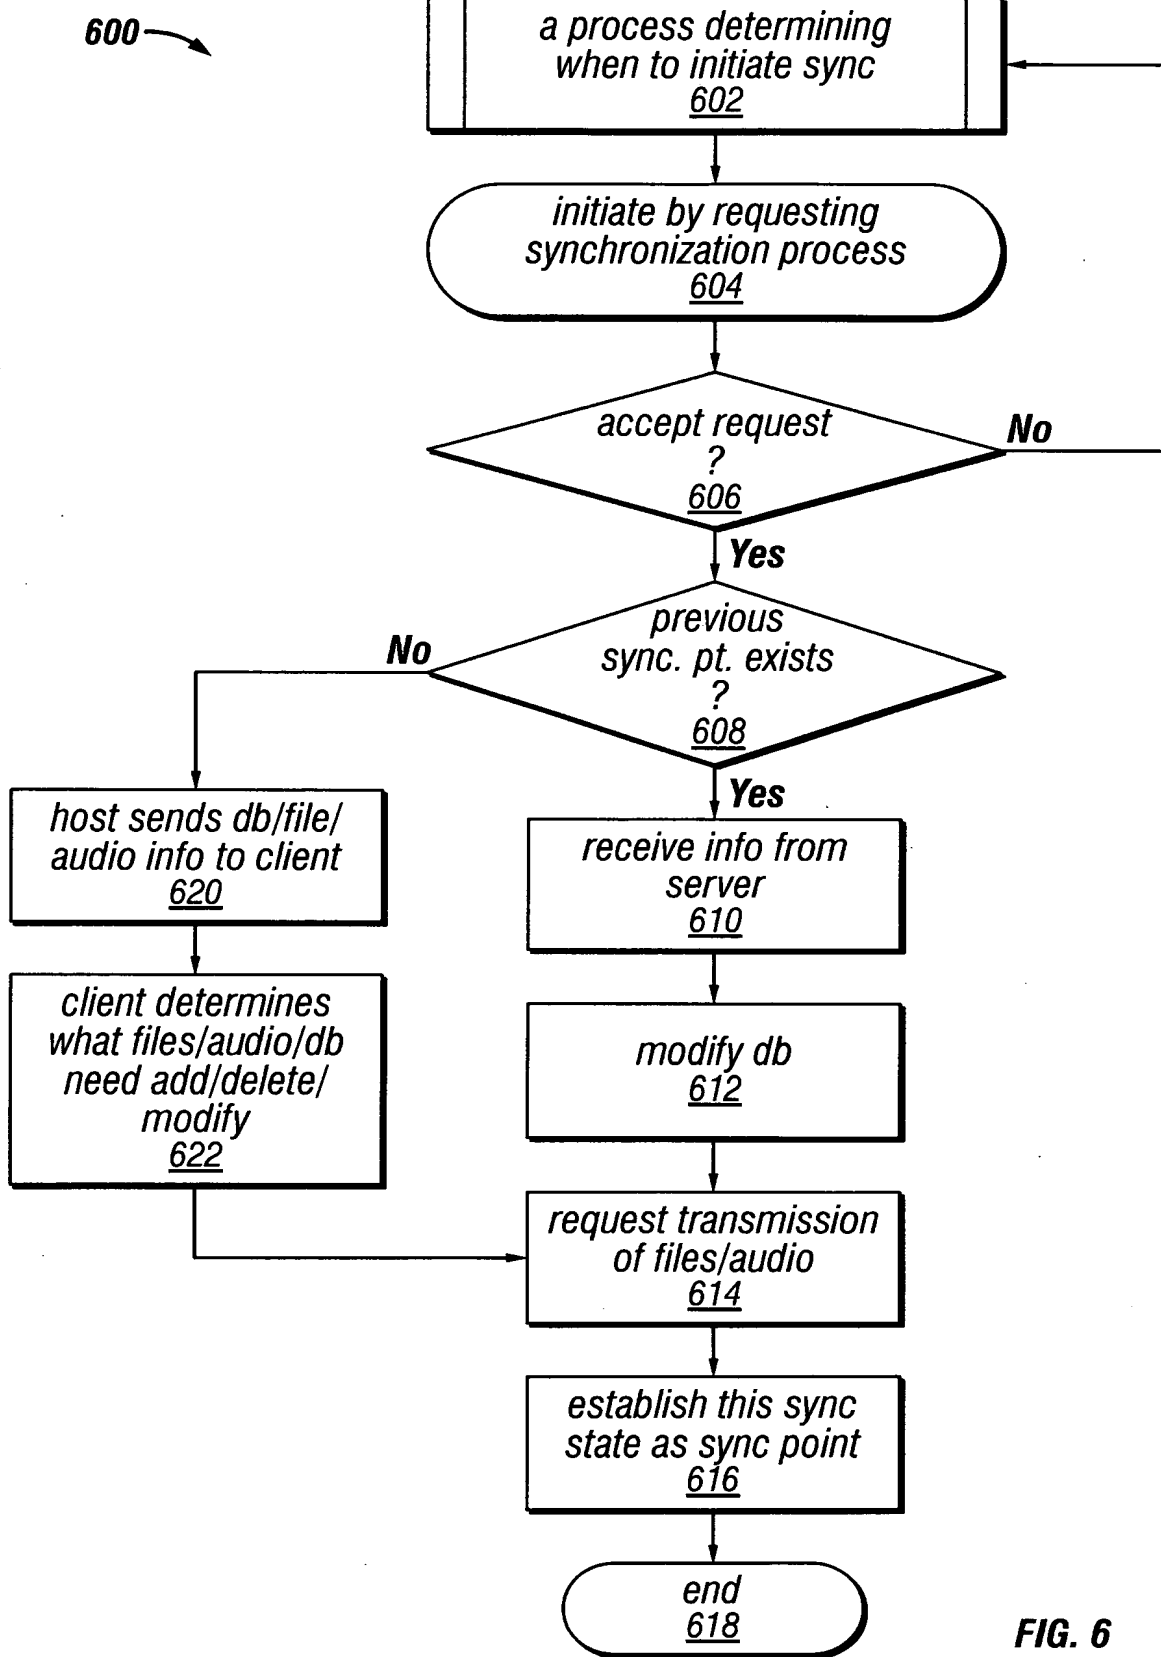 600
a process determining
when to initiate sync
602
initiate by requesting
synchronization process
604
accept request
?
606
No
Yes
previous
sync. pt. exists
?
608
No
Yes
host sends db/file/
audio info to client
620
receive info from
server
610
client determines
what files/audio/db
need add/delete/
modify
622
modify db
612
request transmission
of files/audio
614
establish this sync
state as sync point
616
end
618
FIG. 6